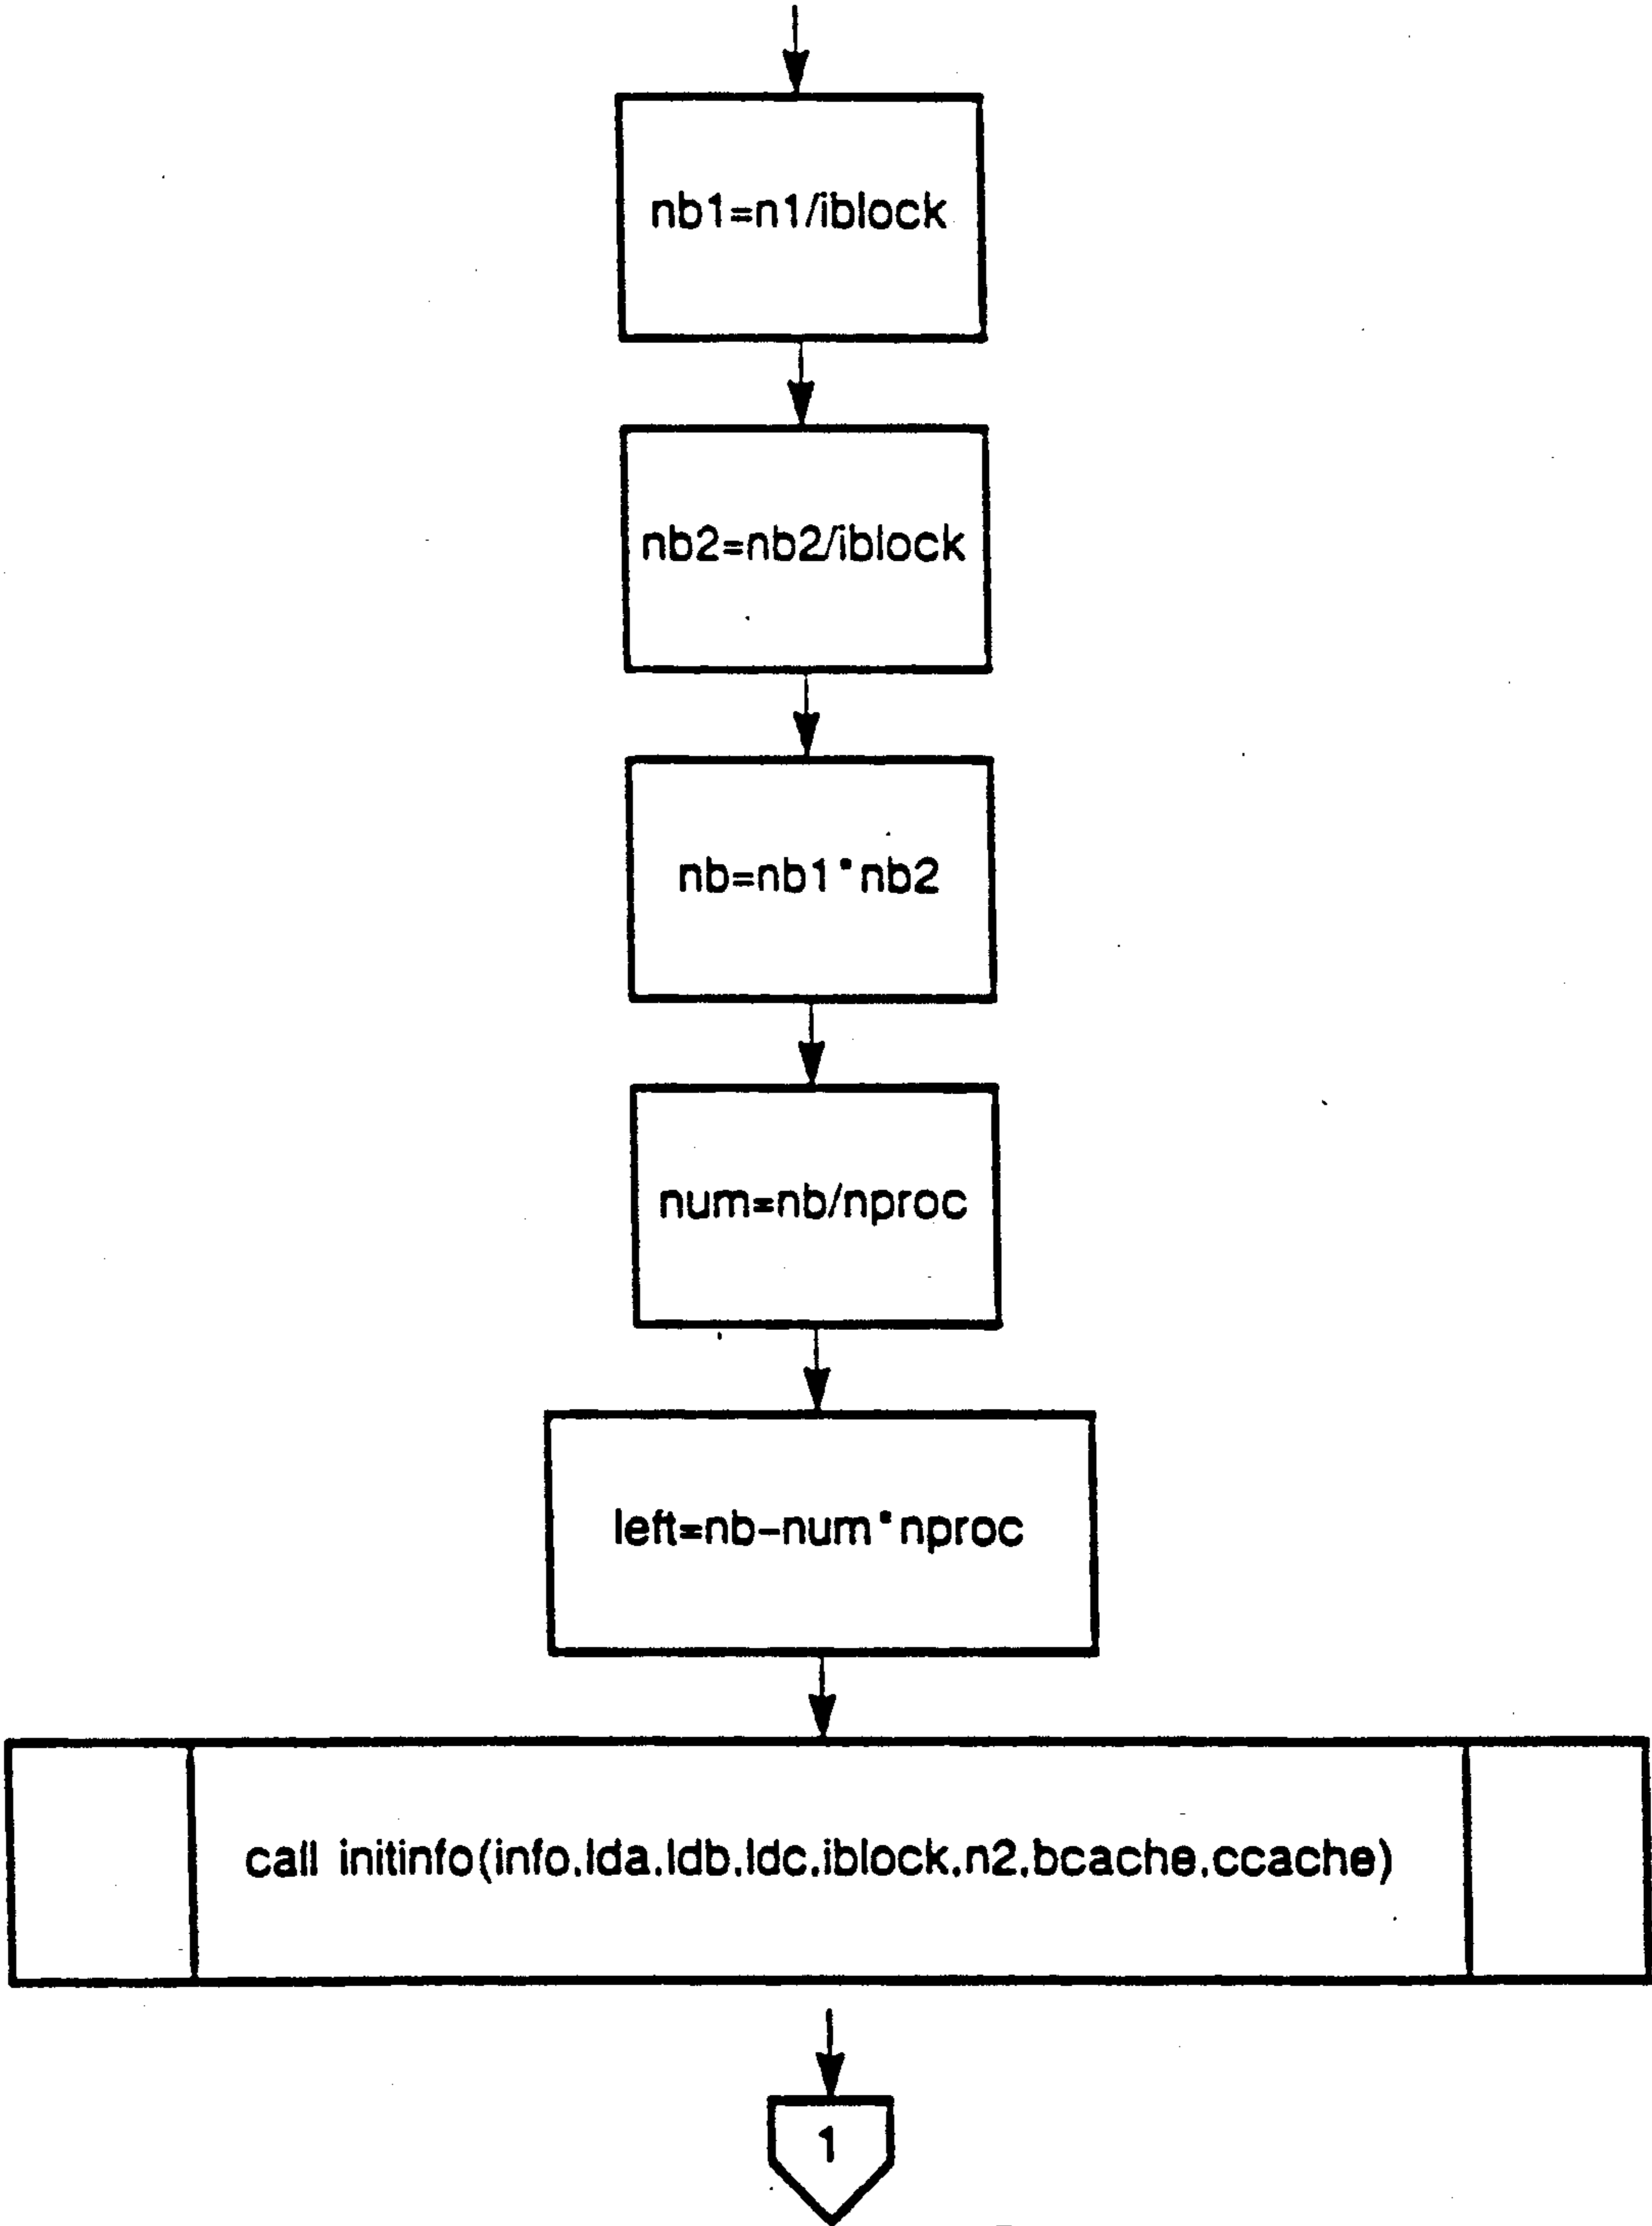 nb1=n1/iblock
nb2=nb2/iblock
nb=nb1*nb2
num=nb/nproc
left=nb-num*nproc
call initinfo(info,lda,ldb,ldc,iblock,n2,bcache,ccache)
1